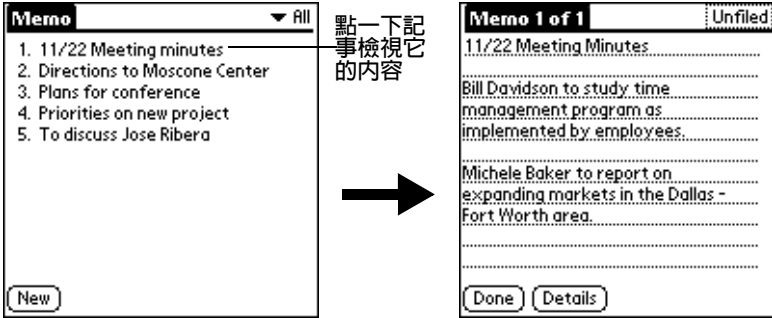 Memo
All
1. 11/22 Meeting minutes
2. Directions to Moscone Center
3. Plans for conference
4. Priorities on new project
5. To discuss Jose Ribera
New
點一下記
事檢視它
的內容
Memo 1 of 1
Unfiled
11/22 Meeting Minutes
Bill Davidson to study time
management program as
implemented by employees.
Michele Baker to report on
expanding markets in the Dallas -
Fort Worth area.
Done
Details